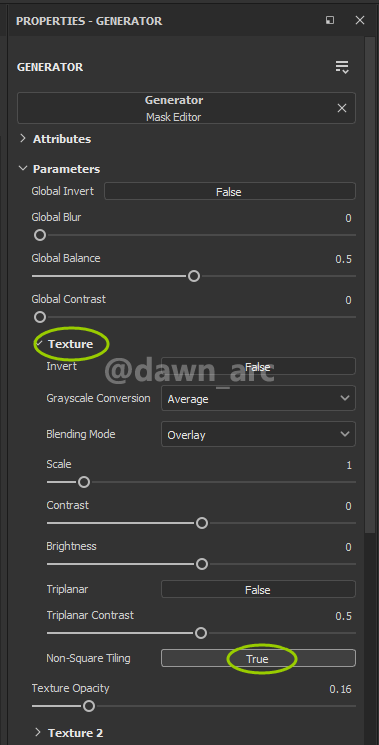 PROPERTIES - GENERATOR
GENERATOR
Generator
Mask Editor
Attributes
Parameters
Global Invert False
Global Blur 0
Global Balance 0.5
Global Contrast 0
Texture
@dawn_arc
Invert False
Grayscale Conversion Average
Blending Mode Overlay
Scale 1
Contrast 0
Brightness 0
Triplanar False
Triplanar Contrast 0.5
Non-Square Tiling True
Texture Opacity 0.16
Texture 2